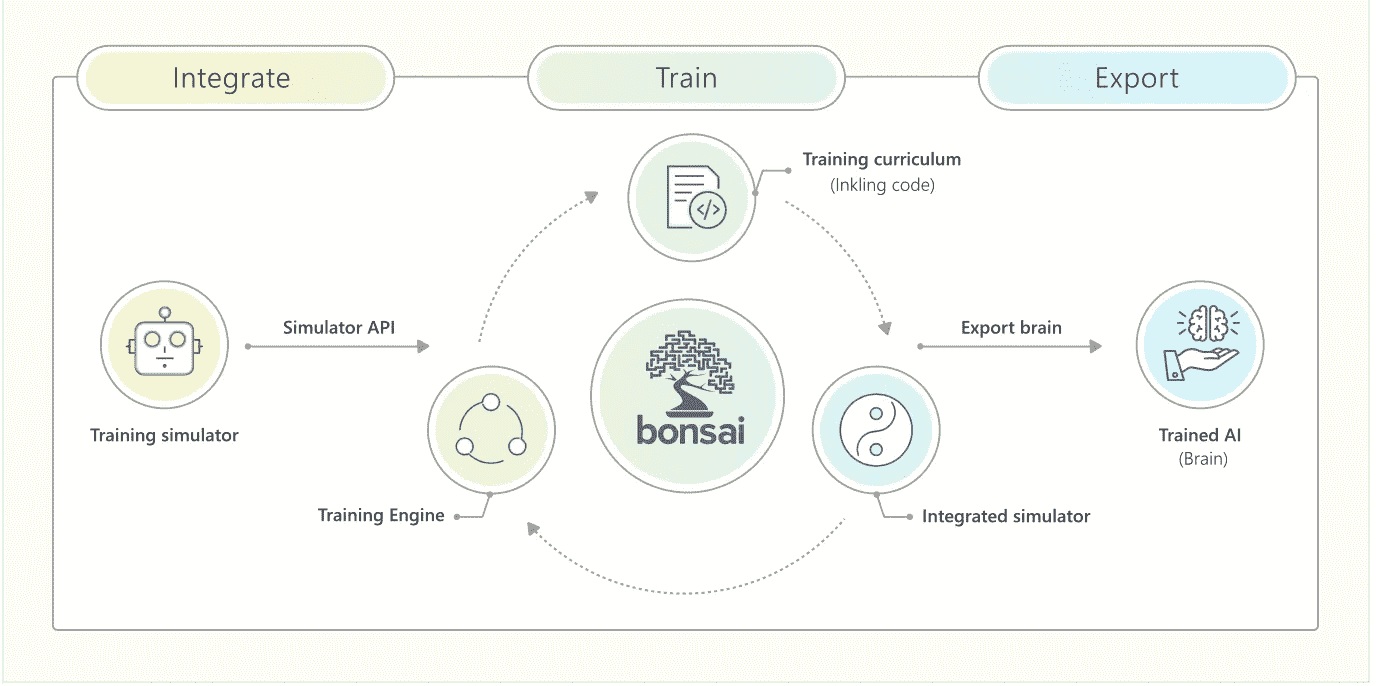 Integrate
Train
Export
Training curriculum
(Inkling code)
</>
Simulator API
Export brain
bonsai
Training simulator
Trained AI
(Brain)
Training Engine
Integrated simulator